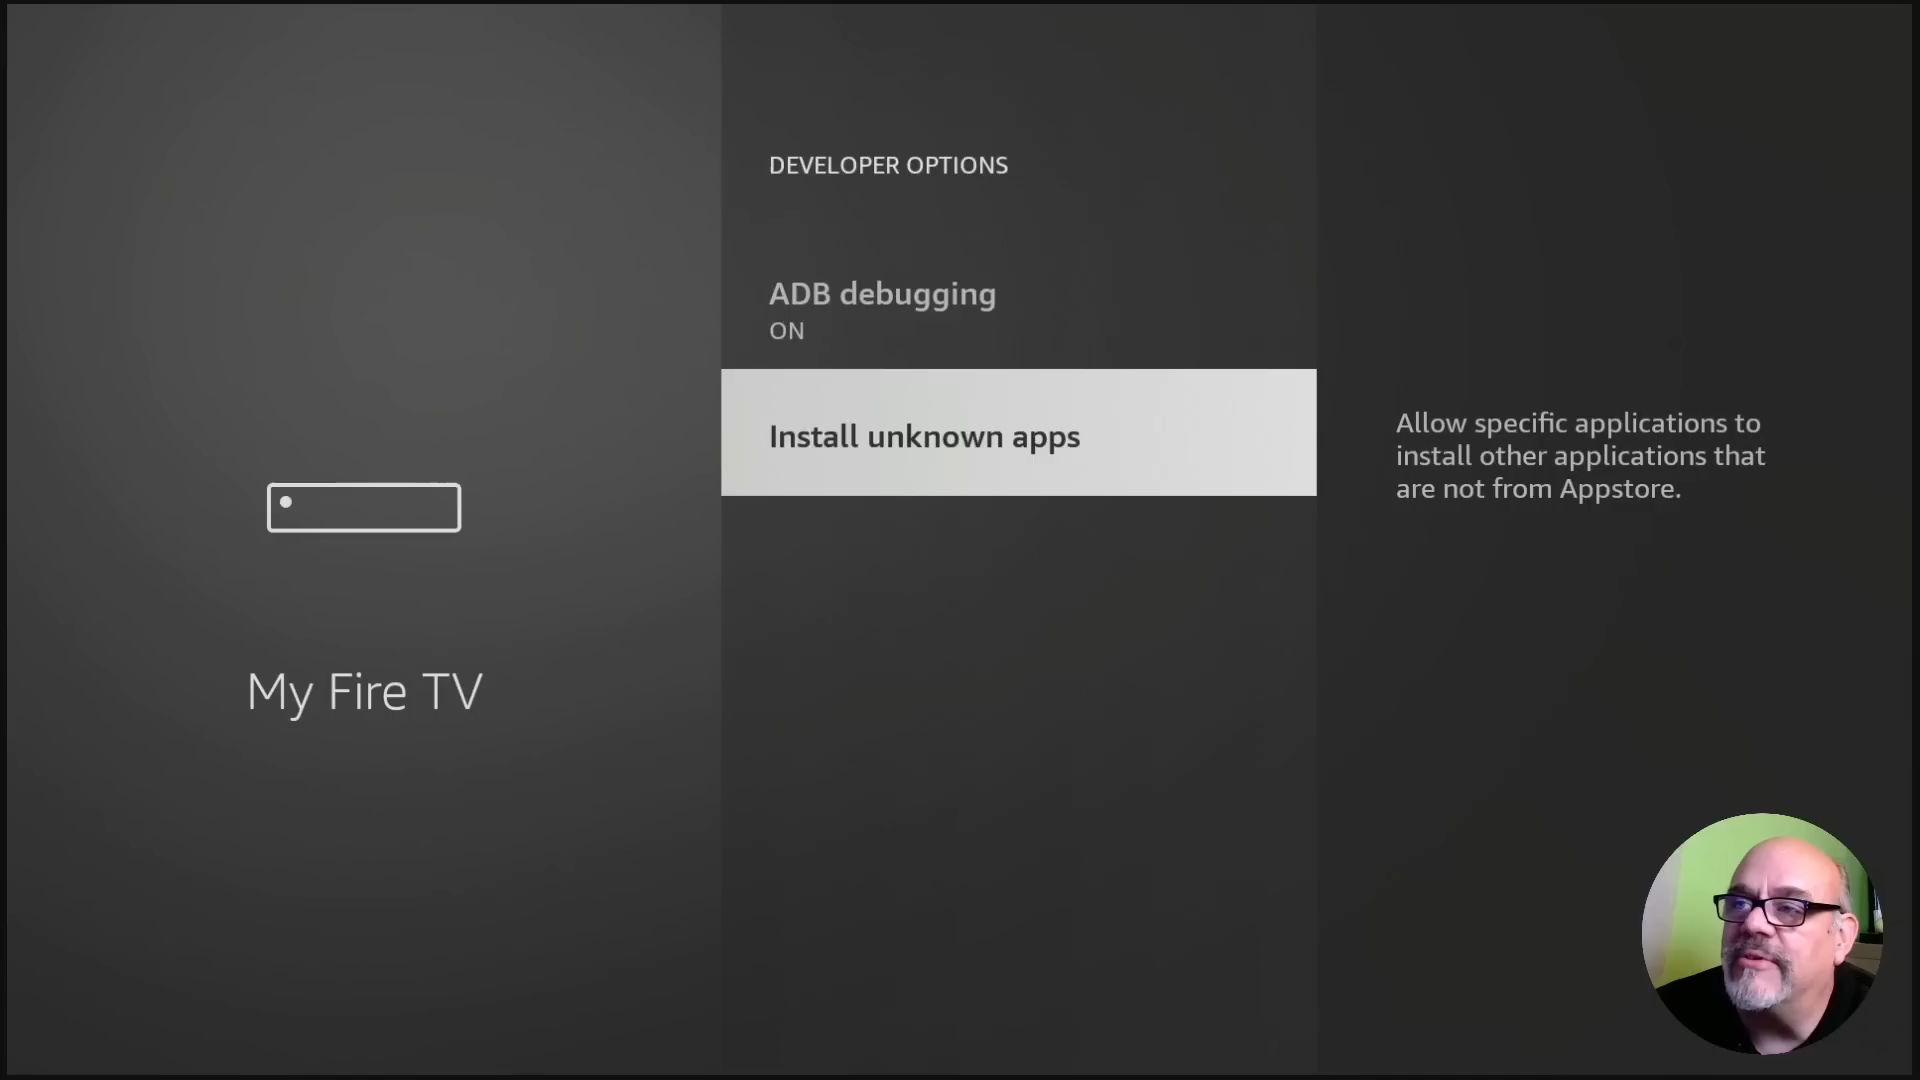 DEVELOPER OPTIONS
ADB debugging
ON
Install unknown apps
Allow specific applications to
install other applications that
are not from Appstore.
My Fire TV